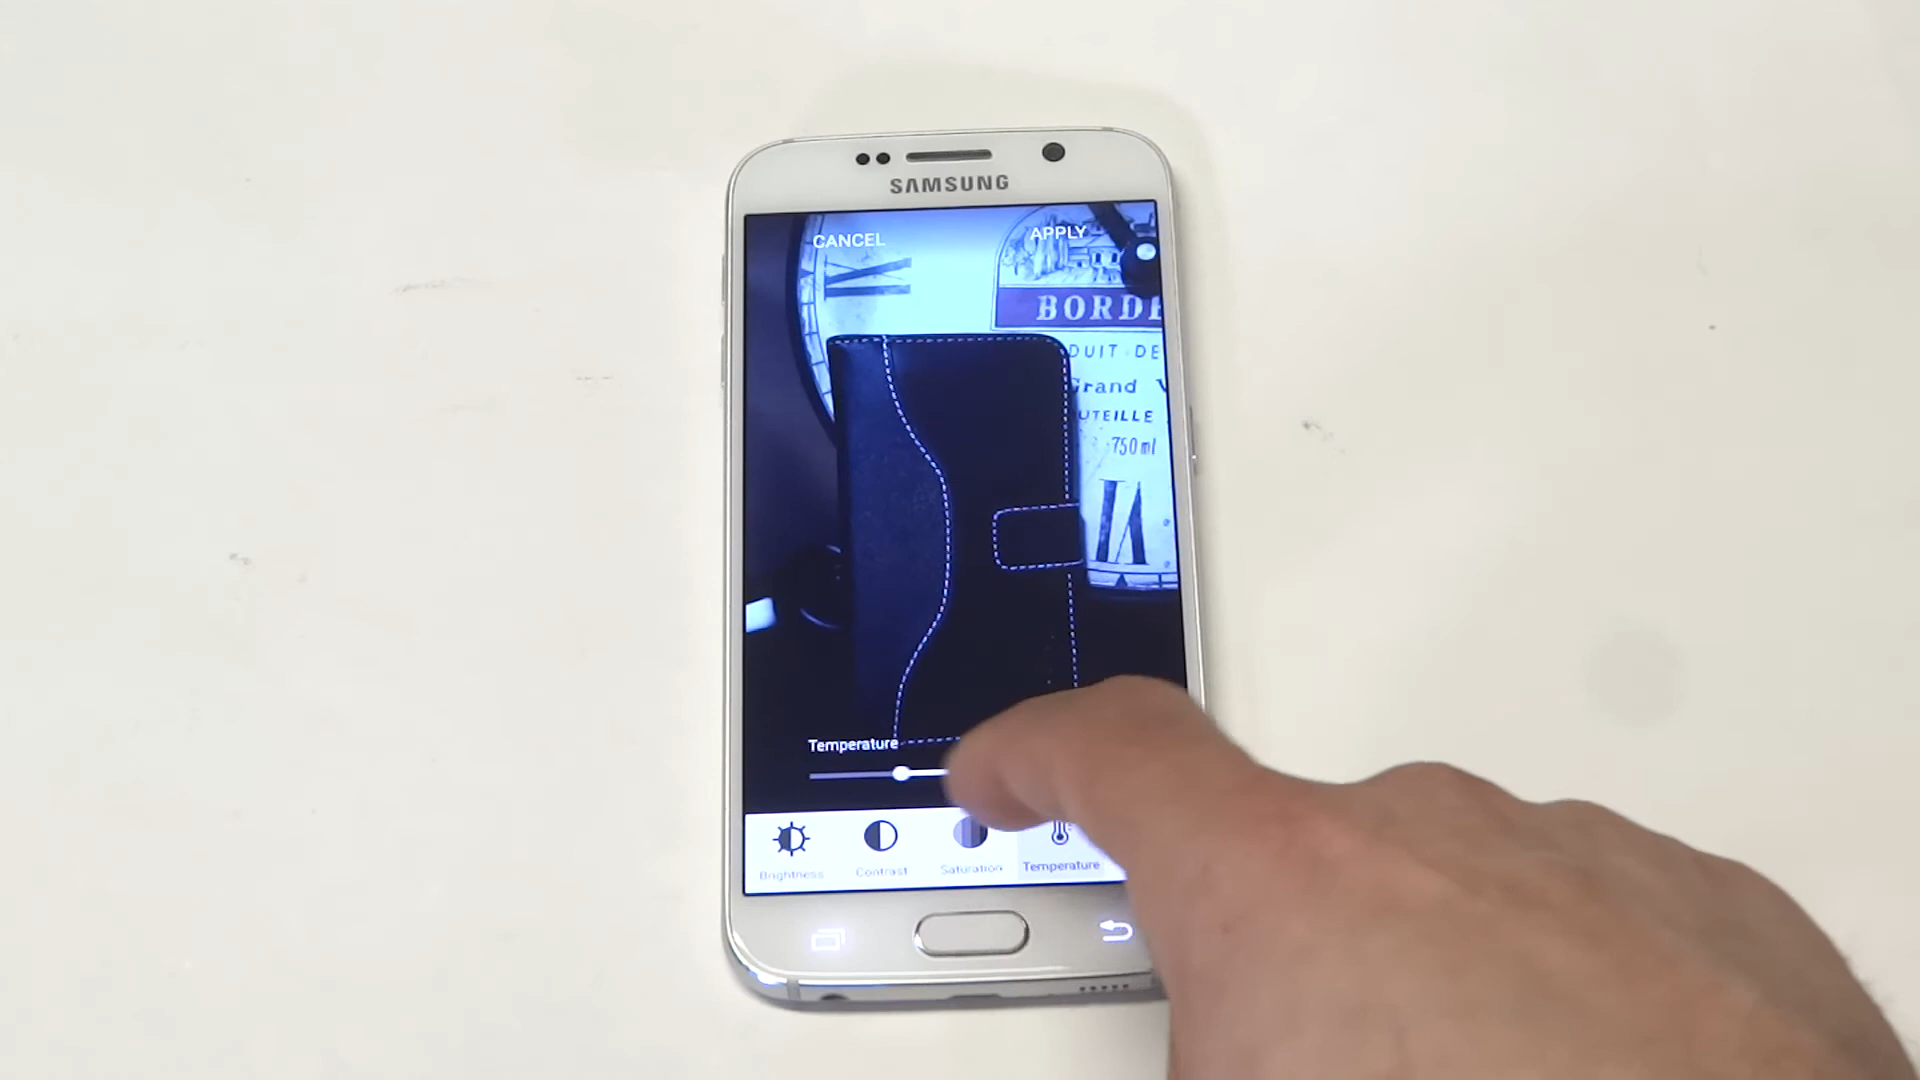 SAMSUNG
CANCEL APPLY
BORDE
DUIT-DE
Grand V
UTEILLE
750ml
Temperature
Brightness Contrast Saturation Temperature